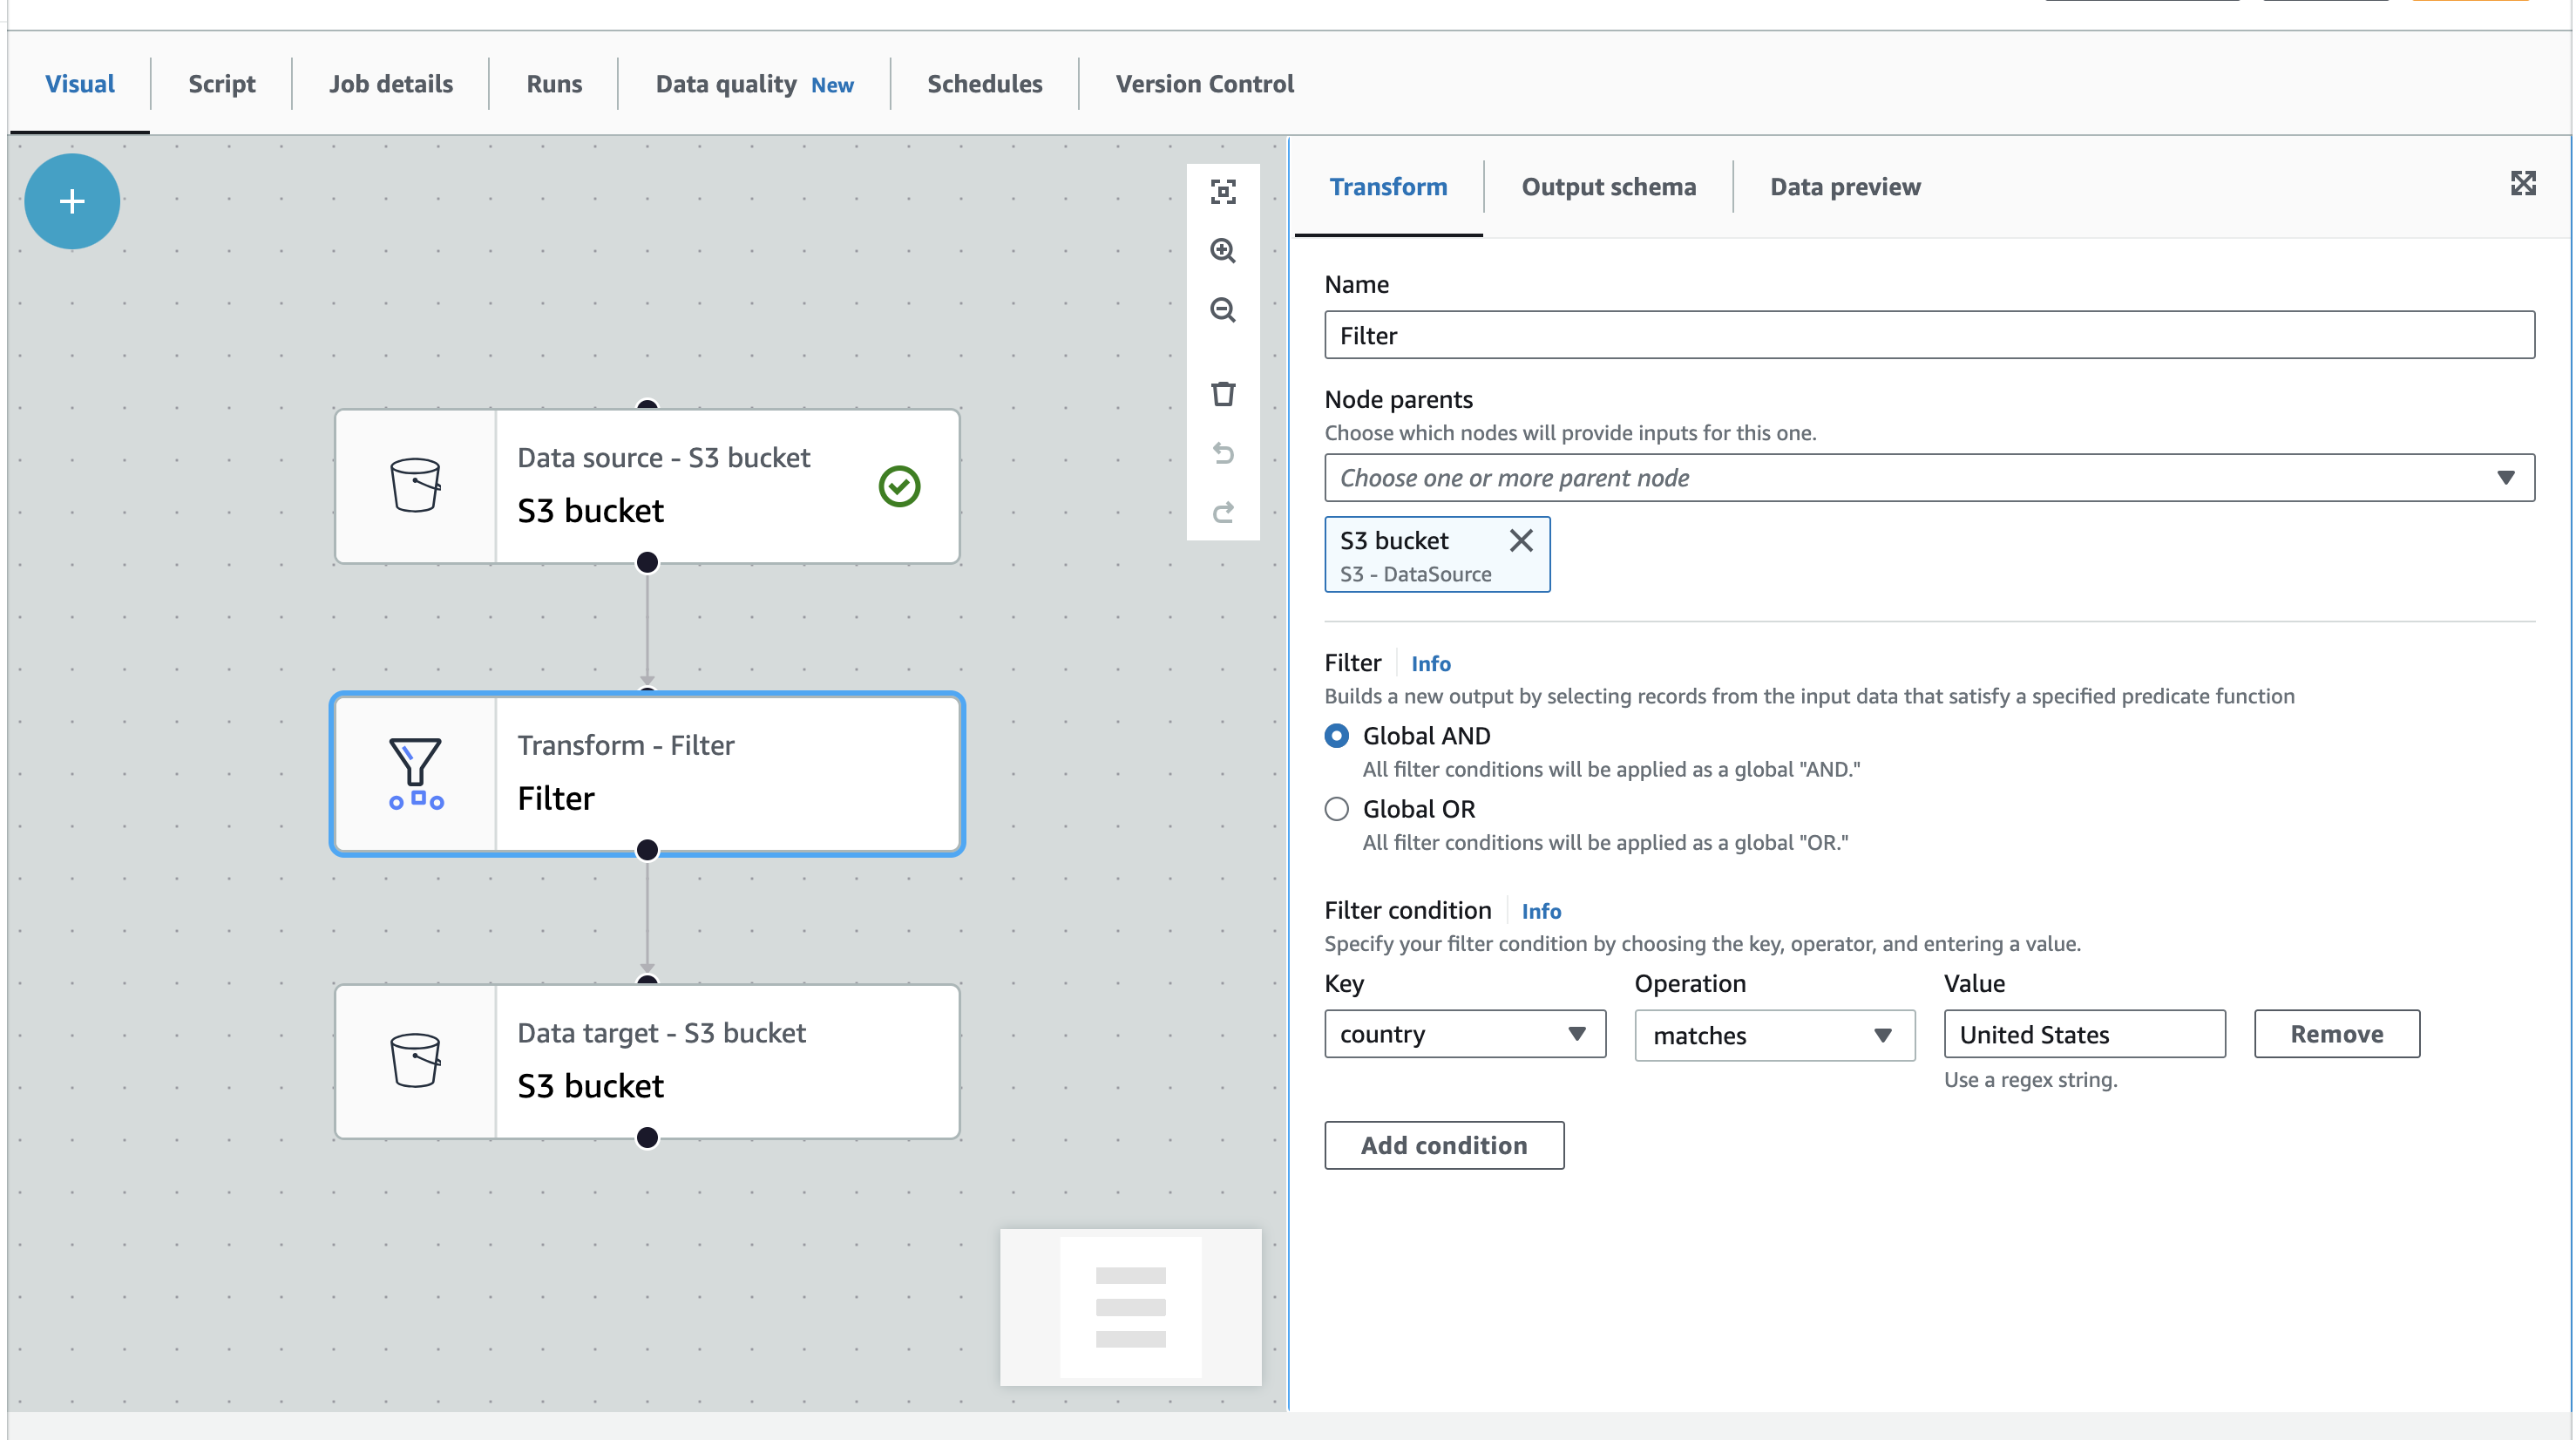 Visual
Script
Job details
Runs
Data quality New
Schedules
Version Control
Data source - S3 bucket
S3 bucket
Transform - Filter
Filter
Data target - S3 bucket
S3 bucket
Transform
Output schema
Data preview
Name
Filter
Node parents
Choose which nodes will provide inputs for this one.
Choose one or more parent node
S3 bucket
S3 - DataSource
Filter Info
Builds a new output by selecting records from the input data that satisfy a specified predicate function
Global AND
All filter conditions will be applied as a global "AND."
Global OR
All filter conditions will be applied as a global "OR."
Filter condition Info
Specify your filter condition by choosing the key, operator, and entering a value.
Key Operation Value
country matches United States Remove
Use a regex string.
Add condition